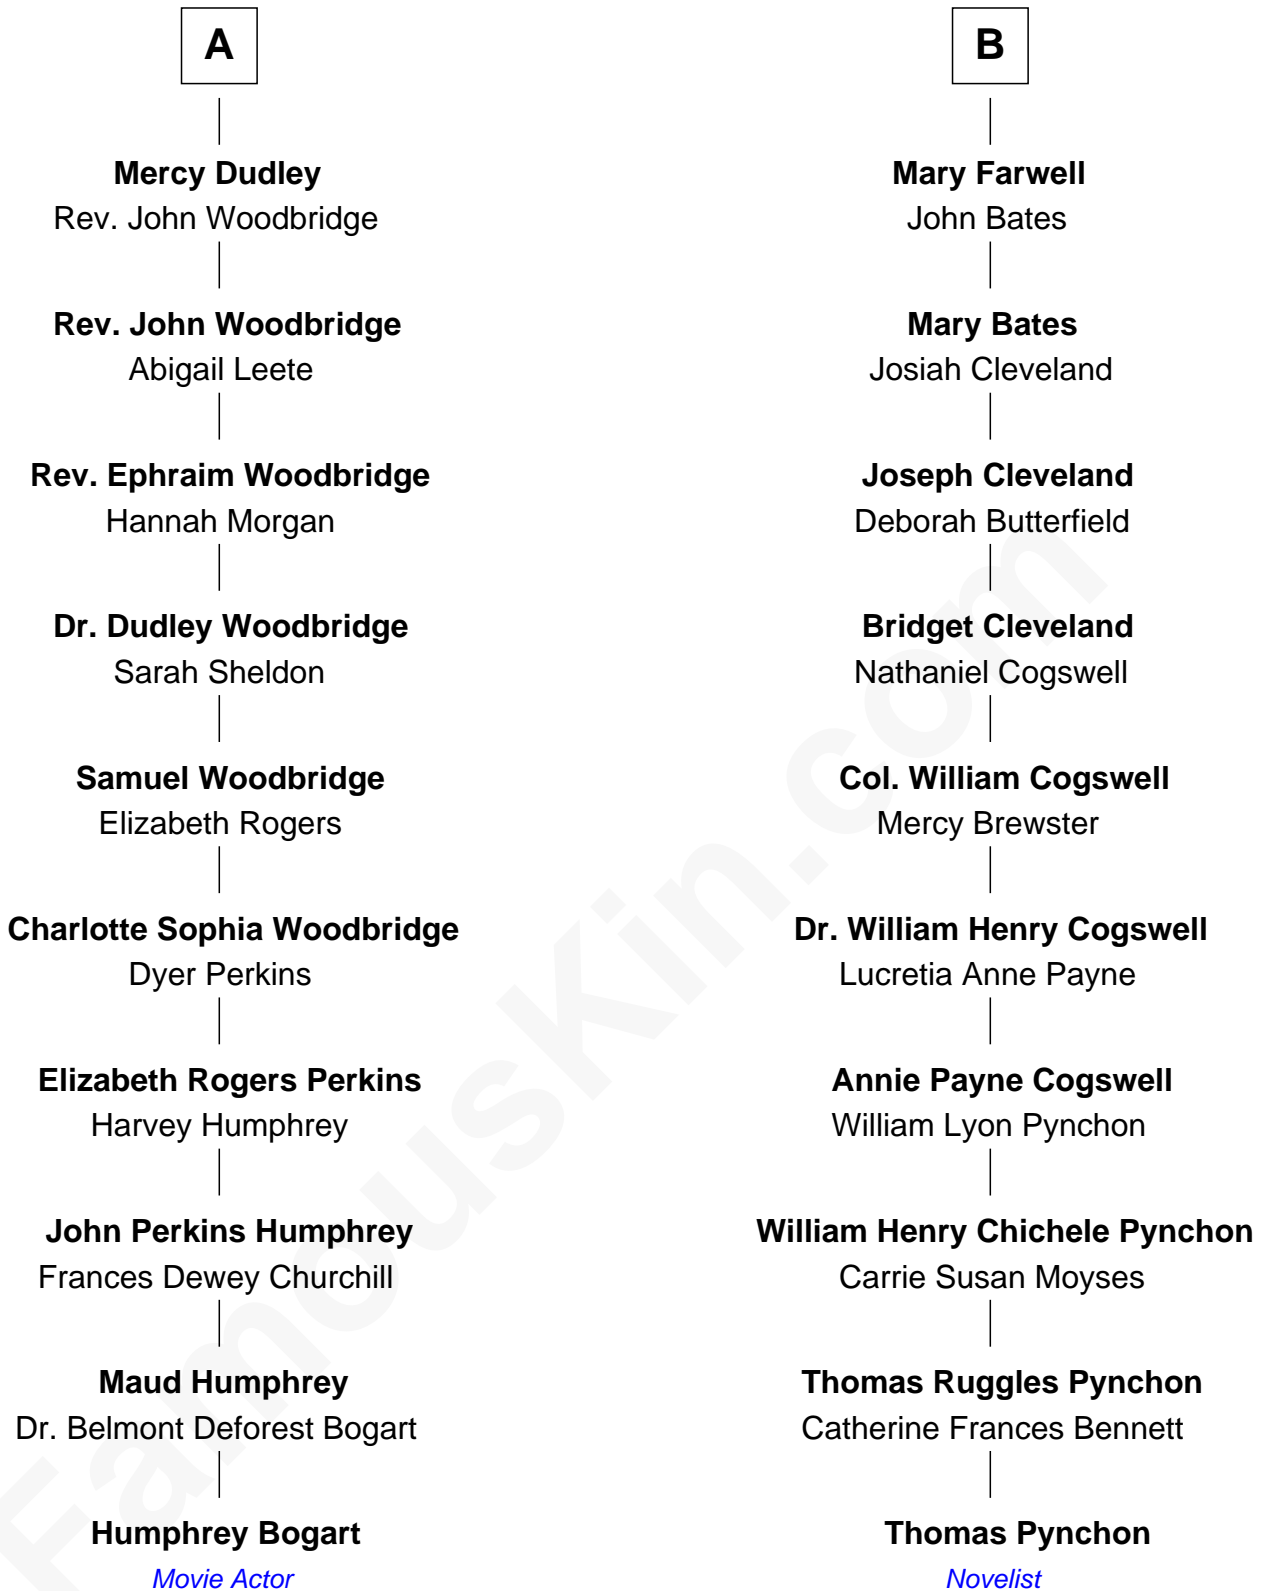 A
Mercy Dudley
Rev. John Woodbridge
Rev. John Woodbridge
Abigail Leete
Rev. Ephraim Woodbridge
Hannah Morgan
Dr. Dudley Woodbridge
Sarah Sheldon
Samuel Woodbridge
Elizabeth Rogers
Charlotte Sophia Woodbridge
Dyer Perkins
Elizabeth Rogers Perkins
Harvey Humphrey
John Perkins Humphrey
Frances Dewey Churchill
Maud Humphrey
Dr. Belmont Deforest Bogart
Humphrey Bogart
Movie Actor
B
Mary Farwell
John Bates
Mary Bates
Josiah Cleveland
Joseph Cleveland
Deborah Butterfield
Bridget Cleveland
Nathaniel Cogswell
Col. William Cogswell
Mercy Brewster
Dr. William Henry Cogswell
Lucretia Anne Payne
Annie Payne Cogswell
William Lyon Pynchon
William Henry Chichele Pynchon
Carrie Susan Moyses
Thomas Ruggles Pynchon
Catherine Frances Bennett
Thomas Pynchon
Novelist
FamousKin.com